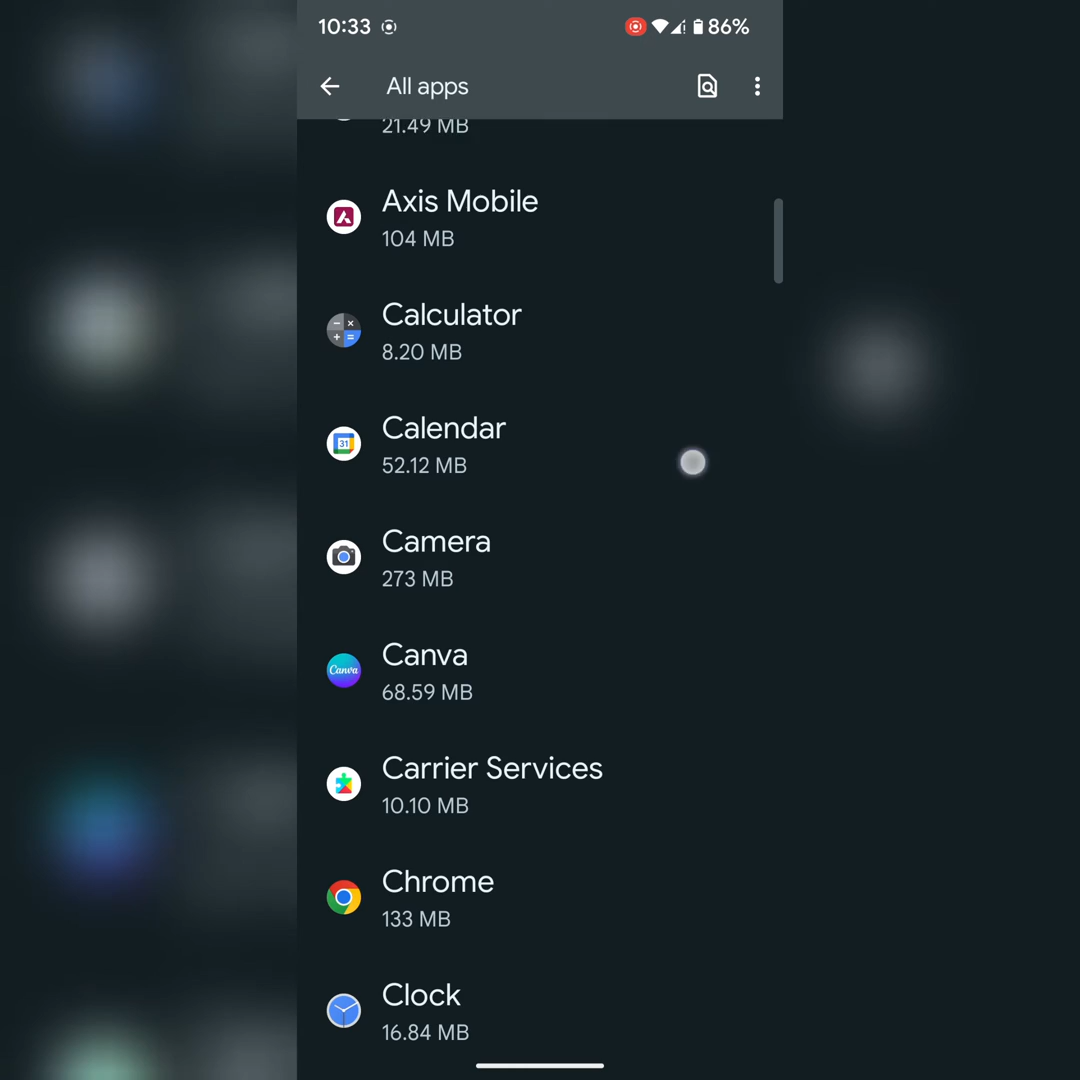 10:33 86%
All apps
21.49 MB
Axis Mobile
104 MB
Calculator
8.20 MB
31
Calendar
52.12 MB
Camera
273 MB
Canva
Canva
68.59 MB
Carrier Services
10.10 MB
Chrome
133 MB
Clock
16.84 MB